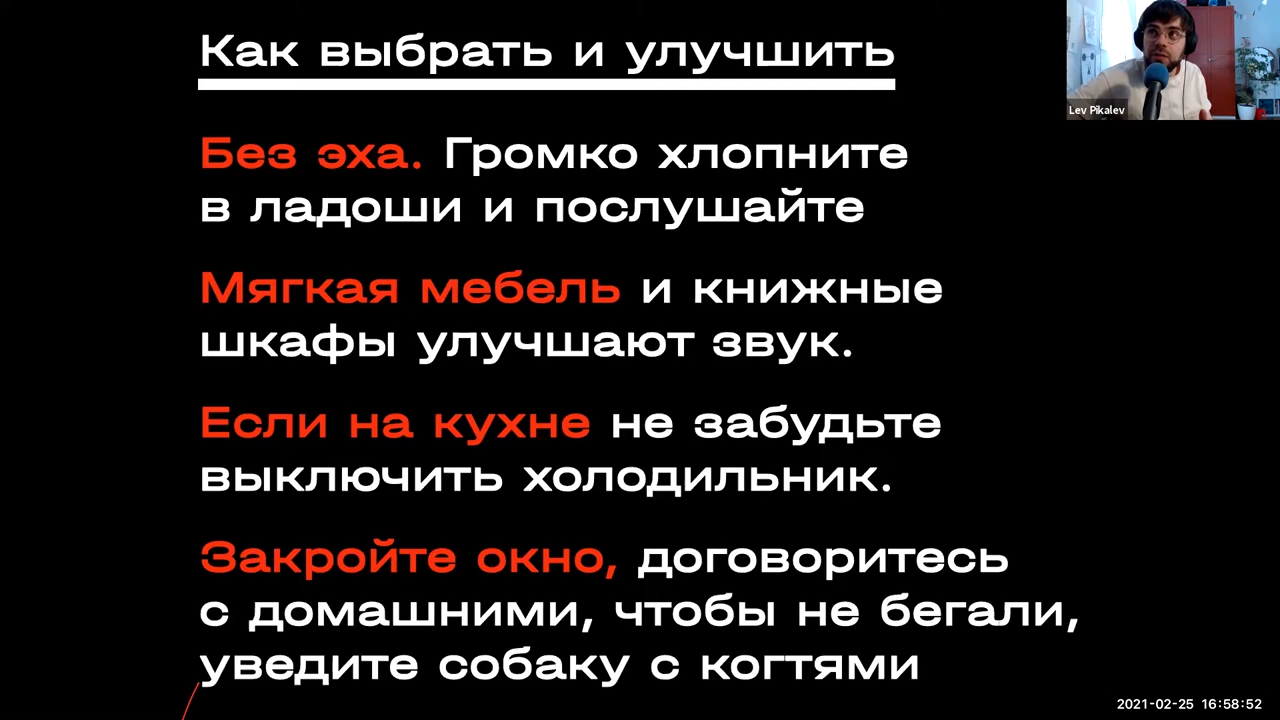 Как выбрать и улучшить
Lev Pikalev
Без эха. Громко хлопните
в ладоши и послушайте
Мягкая мебель и книжные
шкафы улучшают звук.
Если на кухне не забудьте
выключить холодильник.
Закройте окно, договоритесь
с домашними, чтобы не бегали,
уведите собаку с когтями
2021-02-25 16:58:52